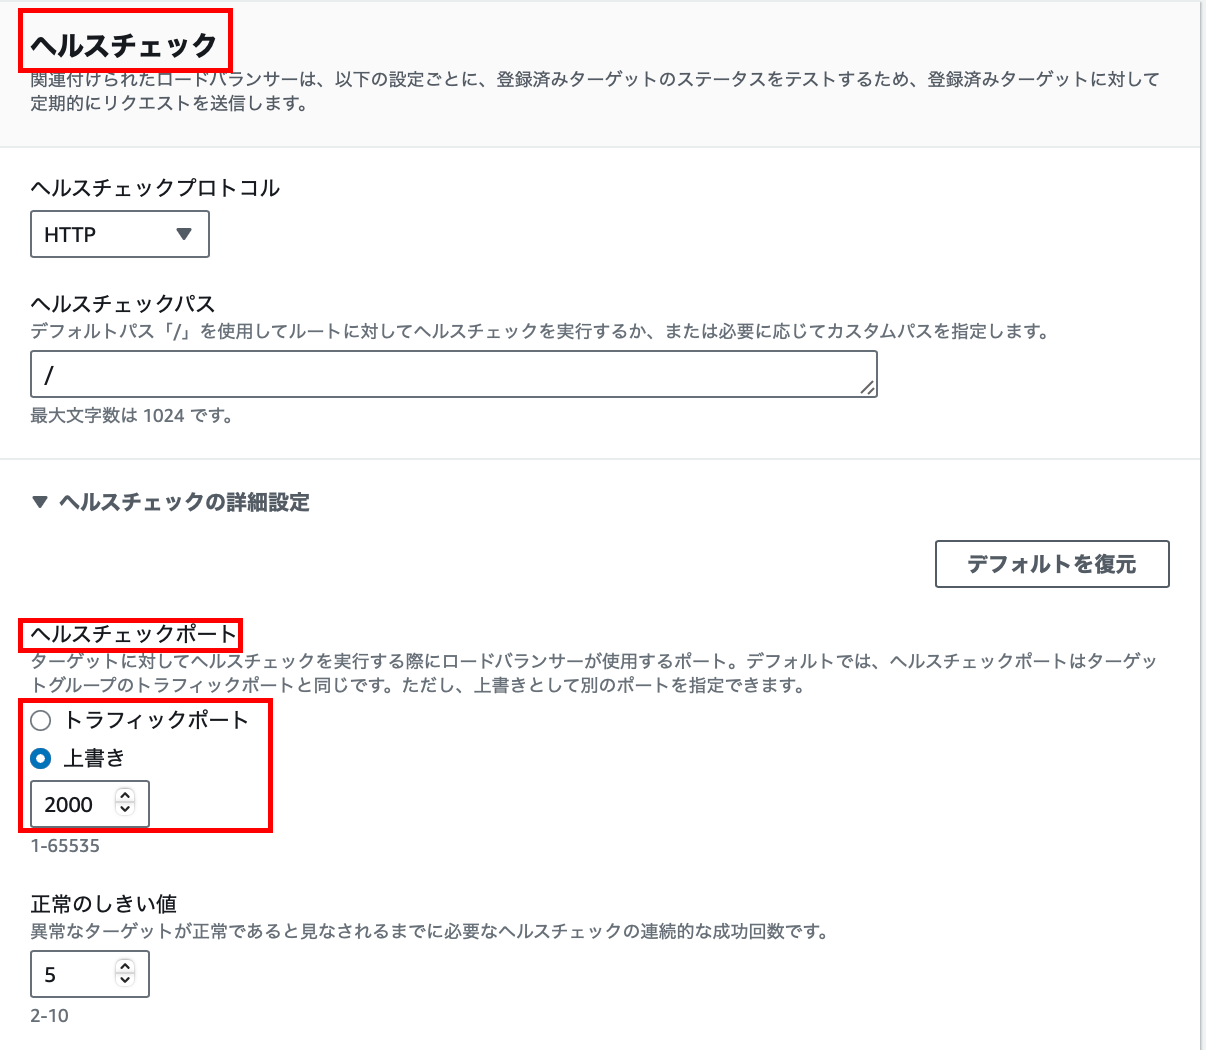 ヘルスチェック
関連付けられたロードバランサーは、以下の設定ごとに、登録済みターゲットのステータスをテストするため、登録済みターゲットに対して
定期的にリクエストを送信します。
ヘルスチェックプロトコル
HTTP
ヘルスチェックパス
デフォルトパス「/」を使用してルートに対してヘルスチェックを実行するか、または必要に応じてカスタムパスを指定します。
/
最大文字数は 1024 です。
ヘルスチェックの詳細設定
デフォルトを復元
ヘルスチェックポート
ターゲットに対してヘルスチェックを実行する際にロードバランサーが使用するポート。デフォルトでは、ヘルスチェックポートはターゲッ
トグループのトラフィックポートと同じです。ただし、上書きとして別のポートを指定できます。
トラフィックポート
上書き
2000
1-65535
正常のしきい値
異常なターゲットが正常であると見なされるまでに必要なヘルスチェックの連続的な成功回数です。
5
2-10